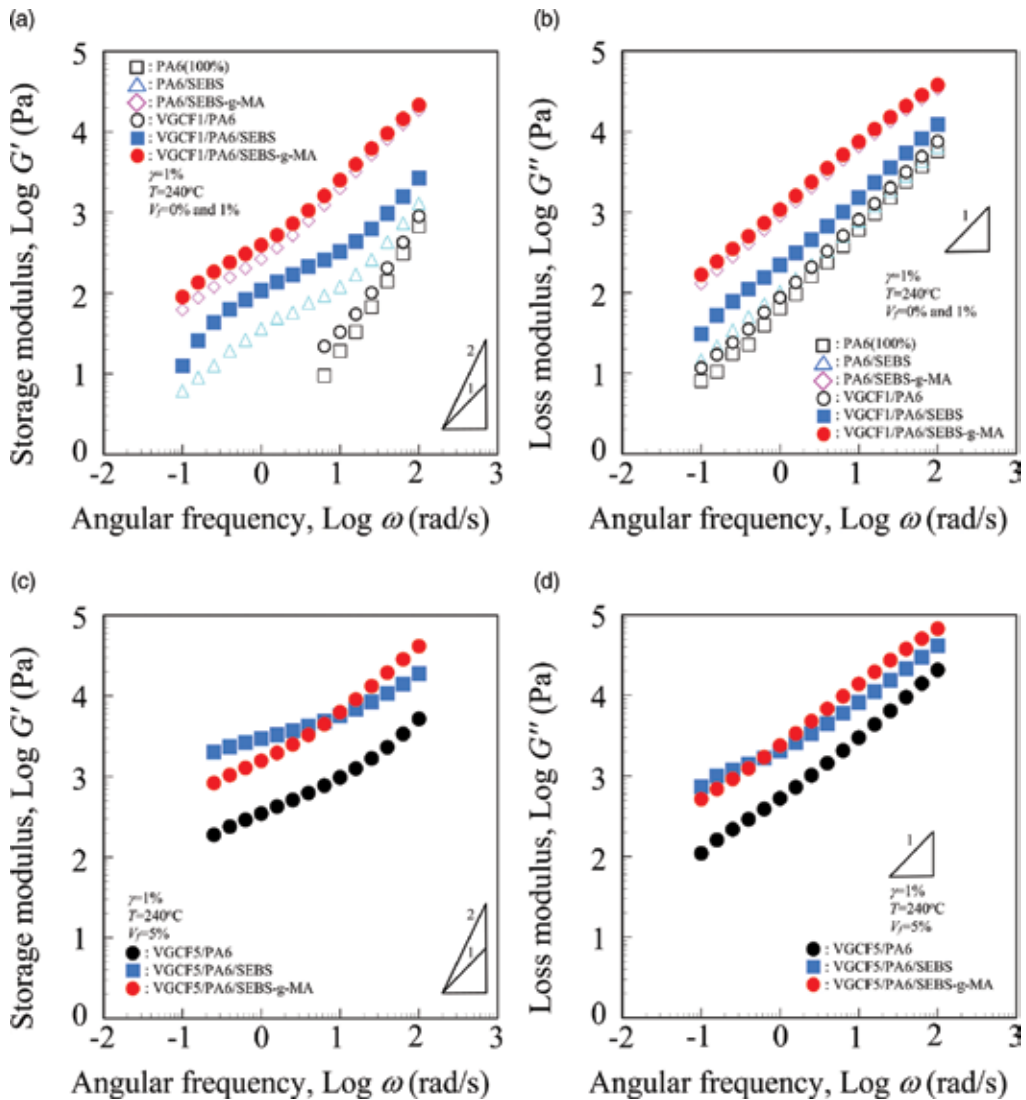 (a)
Storage modulus, Log G′ (Pa)
5
4
3
2
1
0
□: PA6(100%)
△: PA6/SEBS
◇: PA6/SEBS-g-MA
○: VGCF1/PA6
■: VGCF1/PA6/SEBS
●: VGCF1/PA6/SEBS-g-MA
γ=1%
T=240°C
Vf=0% and 1%
2
1
-2 -1 0 1 2 3
Angular frequency, Log ω (rad/s)
(b)
Loss modulus, Log G″ (Pa)
5
4
3
2
1
0
1
γ=1%
T=240°C
Vf=0% and 1%
□: PA6(100%)
△: PA6/SEBS
◇: PA6/SEBS-g-MA
○: VGCF1/PA6
■: VGCF1/PA6/SEBS
●: VGCF1/PA6/SEBS-g-MA
-2 -1 0 1 2 3
Angular frequency, Log ω (rad/s)
(c)
Storage modulus, Log G′ (Pa)
5
4
3
2
1
0
γ=1%
T=240°C
Vf=5%
●: VGCF5/PA6
■: VGCF5/PA6/SEBS
●: VGCF5/PA6/SEBS-g-MA
2
1
-2 -1 0 1 2 3
Angular frequency, Log ω (rad/s)
(d)
Loss modulus, Log G″ (Pa)
5
4
3
2
1
0
1
γ=1%
T=240°C
Vf=5%
●: VGCF5/PA6
■: VGCF5/PA6/SEBS
●: VGCF5/PA6/SEBS-g-MA
-2 -1 0 1 2 3
Angular frequency, Log ω (rad/s)